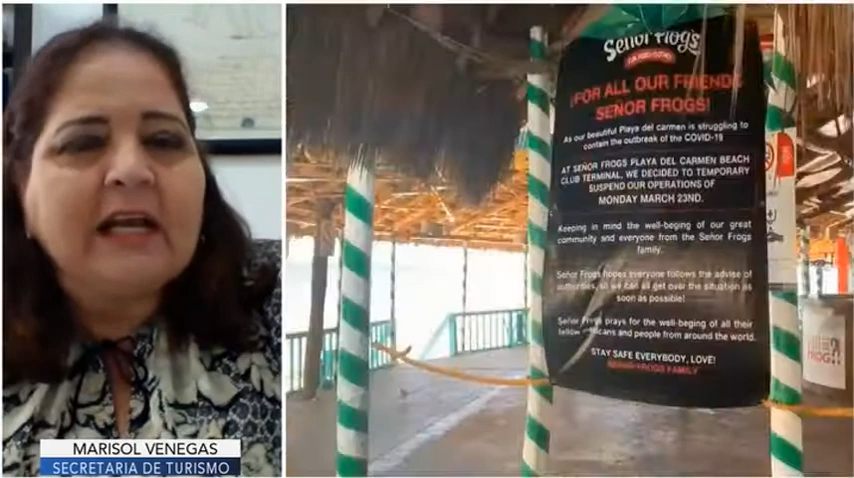 Señor Frog's
¡FOR ALL OUR FRIENDS
SEÑOR FROGS!
As our beautiful Playa del carmen is struggling to
contain the outbreak of the COVID-19
AT SEÑOR FROGS PLAYA DEL CARMEN BEACH
CLUB TERMINAL, WE DECIDED TO TEMPORARY
SUSPEND OUR OPERATIONS OF
MONDAY MARCH 23ND.
Keeping in mind the well-beging of our great
community and everyone from the Señor Frogs
family.
Señor Frogs hopes everyone follows the advise of
authorities, so we can all get over the situation as
soon as possible!
Señor Frogs prays for the well-beging of all their
fellow and people from around the world.
STAY SAFE EVERYBODY, LOVE!
SEÑOR FROGS FAMILY
FROG
MARISOL VENEGAS
SECRETARIA DE TURISMO